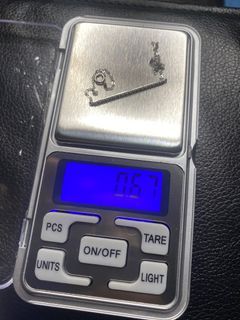 0.67
PCS
TARE
ON/OFF
UNITS
LIGHT